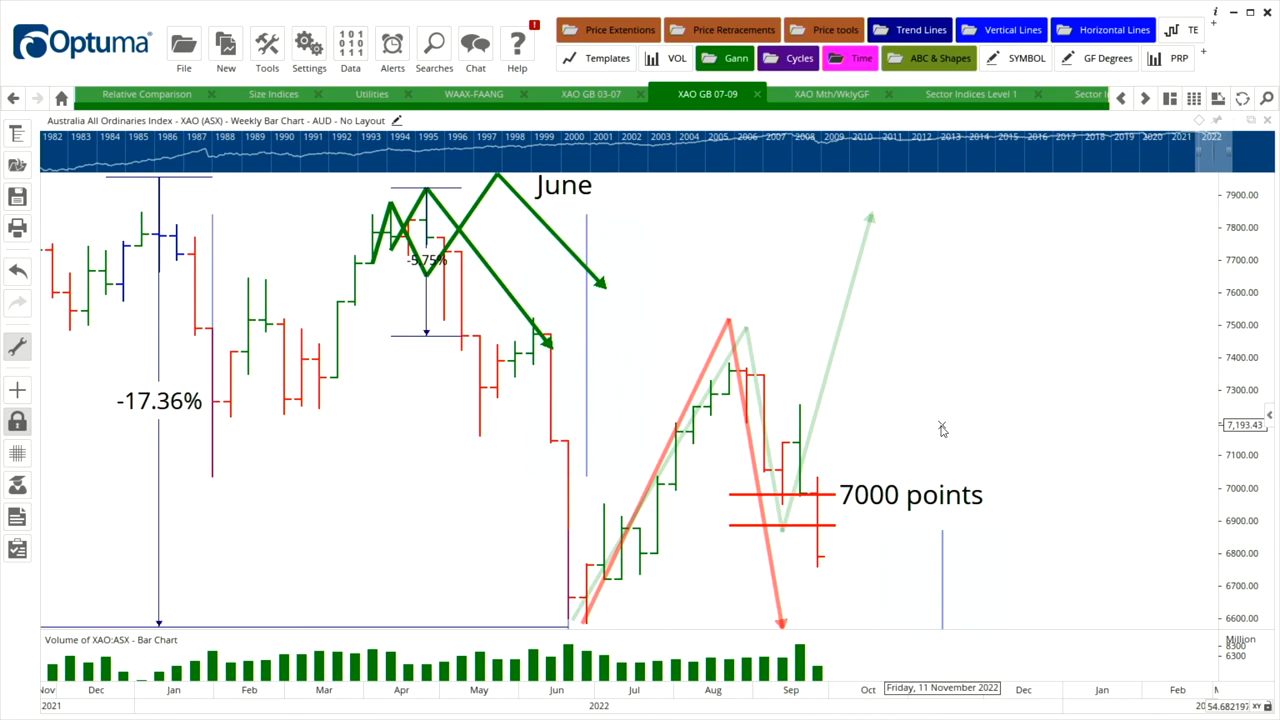 Optuma
File
New
Tools
Settings
Data
Alerts
Searches
Chat
Help
Price Extentions
Price Retracements
Price tools
Trend Lines
Vertical Lines
Horizontal Lines
TE
Templates
VOL
Gann
Cycles
Time
ABC & Shapes
SYMBOL
GF Degrees
PRP
Relative Comparison
Size Indices
Utilities
WAAX-FAANG
XAO GB 03-07
XAO GB 07-09
XAO Mth/WklyGF
Sector Indices Level 1
Sector I
Australia All Ordinaries Index - XAO (ASX) - Weekly Bar Chart - AUD - No Layout
1982 1983 1984 1985 1986 1987 1988 1989 1990 1991 1992 1993 1994 1995 1996 1997 1998 1999 2000 2001 2002 2003 2004 2005 2006 2007 2008 2009 2010 2011 2012 2013 2014 2015 2016 2017 2018 2019 2020 2021 2022
June
-5.75%
-17.36%
7000 points
7900.00
7800.00
7700.00
7600.00
7500.00
7400.00
7300.00
7,193.43
7100.00
7000.00
6900.00
6800.00
6700.00
6600.00
Volume of XAO:ASX - Bar Chart
Million
8300
6300
Nov Dec Jan Feb Mar Apr May Jun Jul Aug Sep Oct Friday, 11 November 2022 Dec Jan Feb
2021 2022
54.682197 XY